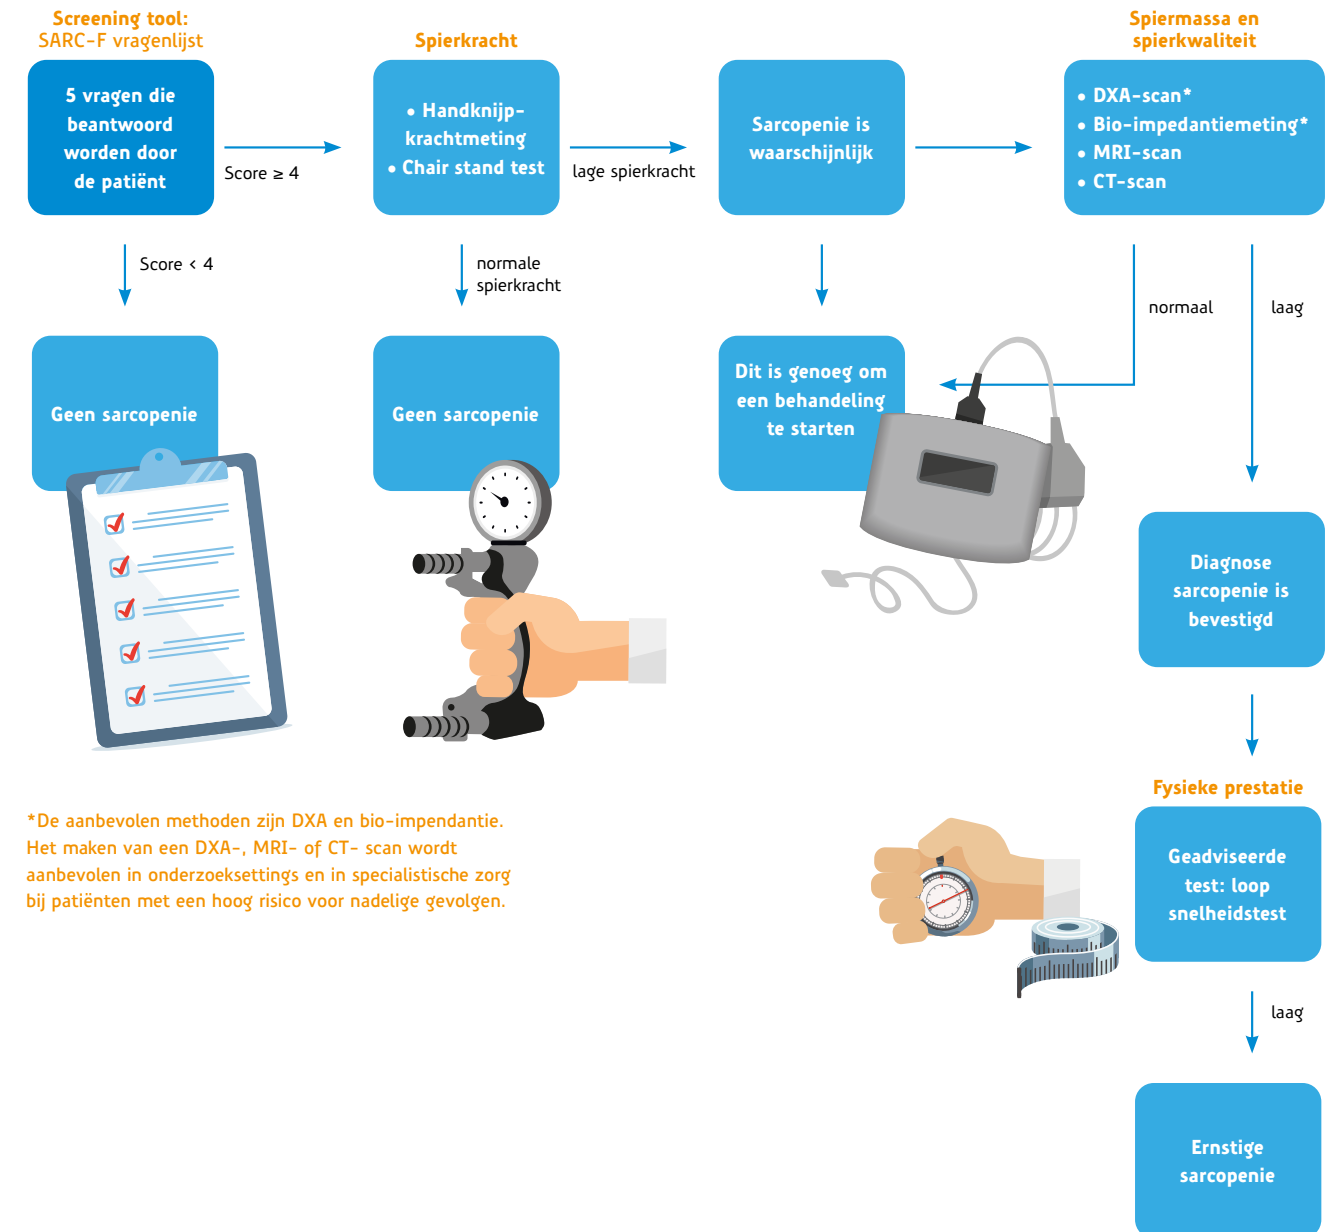 Screening tool:
SARC-F vragenlijst
5 vragen die
beantwoord
worden door
de patiënt
Score ≥ 4
Score < 4
Geen sarcopenie
Spierkracht
• Handknijp-
krachtmeting
• Chair stand test
lage spierkracht
normale
spierkracht
Geen sarcopenie
Sarcopenie is
waarschijnlijk
Dit is genoeg om
een behandeling
te starten
Spiermassa en
spierkwaliteit
• DXA-scan*
• Bio-impedantiemeting*
• MRI-scan
• CT-scan
normaal
laag
Diagnose
sarcopenie is
bevestigd
Fysieke prestatie
Geadviseerde
test: loop
snelheidstest
laag
Ernstige
sarcopenie
*De aanbevolen methoden zijn DXA en bio-impendantie.
Het maken van een DXA-, MRI- of CT- scan wordt
aanbevolen in onderzoeksettings en in specialistische zorg
bij patiënten met een hoog risico voor nadelige gevolgen.